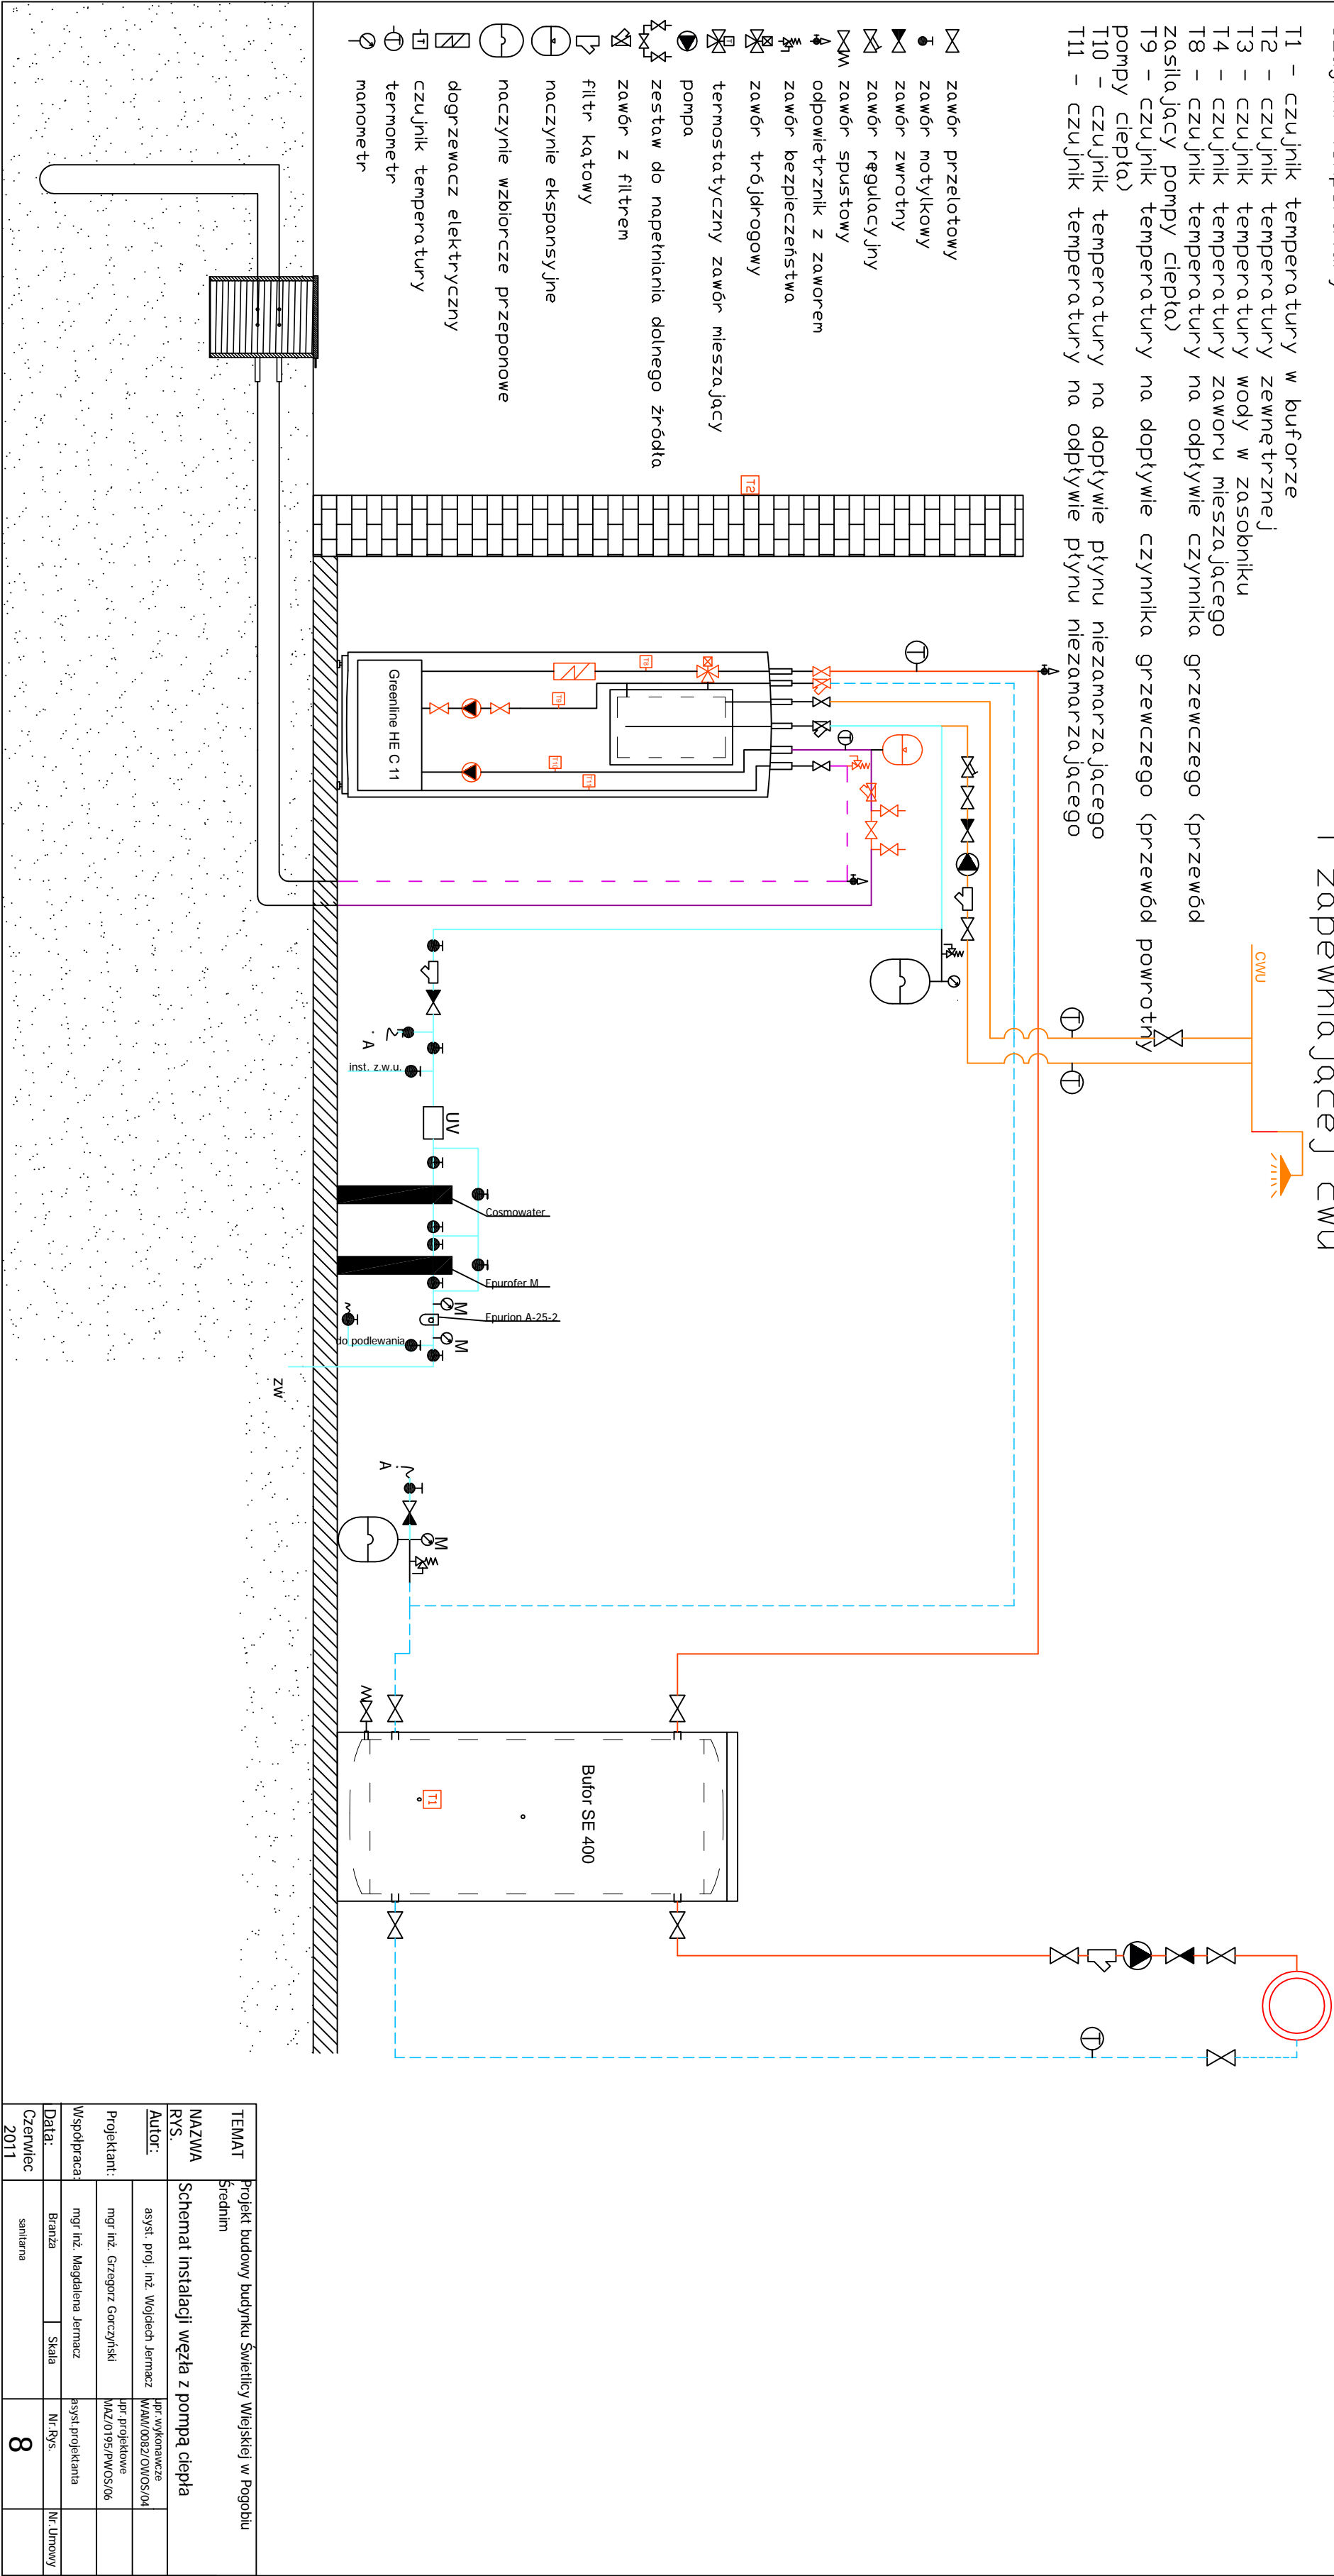 i zapewniającej cwu
T1 - czujnik temperatury w buforze
T2 - czujnik temperatury zewnętrznej
T3 - czujnik temperatury wody w zasobniku
T4 - czujnik temperatury zaworu mieszającego
T8 - czujnik temperatury na odpływie czynnika grzewczego (przewód
zasilający pompy ciepła)
T9 - czujnik temperatury na dopływie czynnika grzewczego (przewód powrotny
pompy ciepła)
T10 - czujnik temperatury na dopływie płynu niezamarzającego
T11 - czujnik temperatury na odpływie płynu niezamarzającego
zawór przelotowy
zawór motylkowy
zawór zwrotny
zawór regulacyjny
zawór spustowy
odpowietrznik z zaworem
zawór bezpieczeństwa
zawór trójdrogowy
termostatyczny zawór mieszający
pompa
zestaw do napełniania dolnego źródła
zawór z filtrem
filtr kątowy
naczynie ekspansyjne
naczynie wzbiorcze przeponowe
dogrzewacz elektryczny
czujnik temperatury
termometr
manometr
T2
CWU
T
T
T
T
T
T8
T9
T10
T11
Greenline HE C 11
A
inst. z.w.u.
UV
Cosmowater
Epurofer M
Epurion A-25-2
M
M
do podlewania
zw
A
M
Bufor SE 400
T1
TEMAT
Projekt budowy budynku Świetlicy Wiejskiej w Pogobiu
Średnim
NAZWA
RYS.
Schemat instalacji węzła z pompą ciepła
Autor:
asyst. proj. inż. Wojciech Jermacz
upr.wykonawcze
WAM/0082/OWOS/04
Projektant:
mgr inż. Grzegorz Gorczyński
upr.projektowe
MAZ/0195/PWOS/06
Współpraca:
mgr inż. Magdalena Jermacz
asyst.projektanta
Data:
Branża
Skala
Nr.Rys.
Nr.Umowy
Czerwiec
2011
sanitarna
8